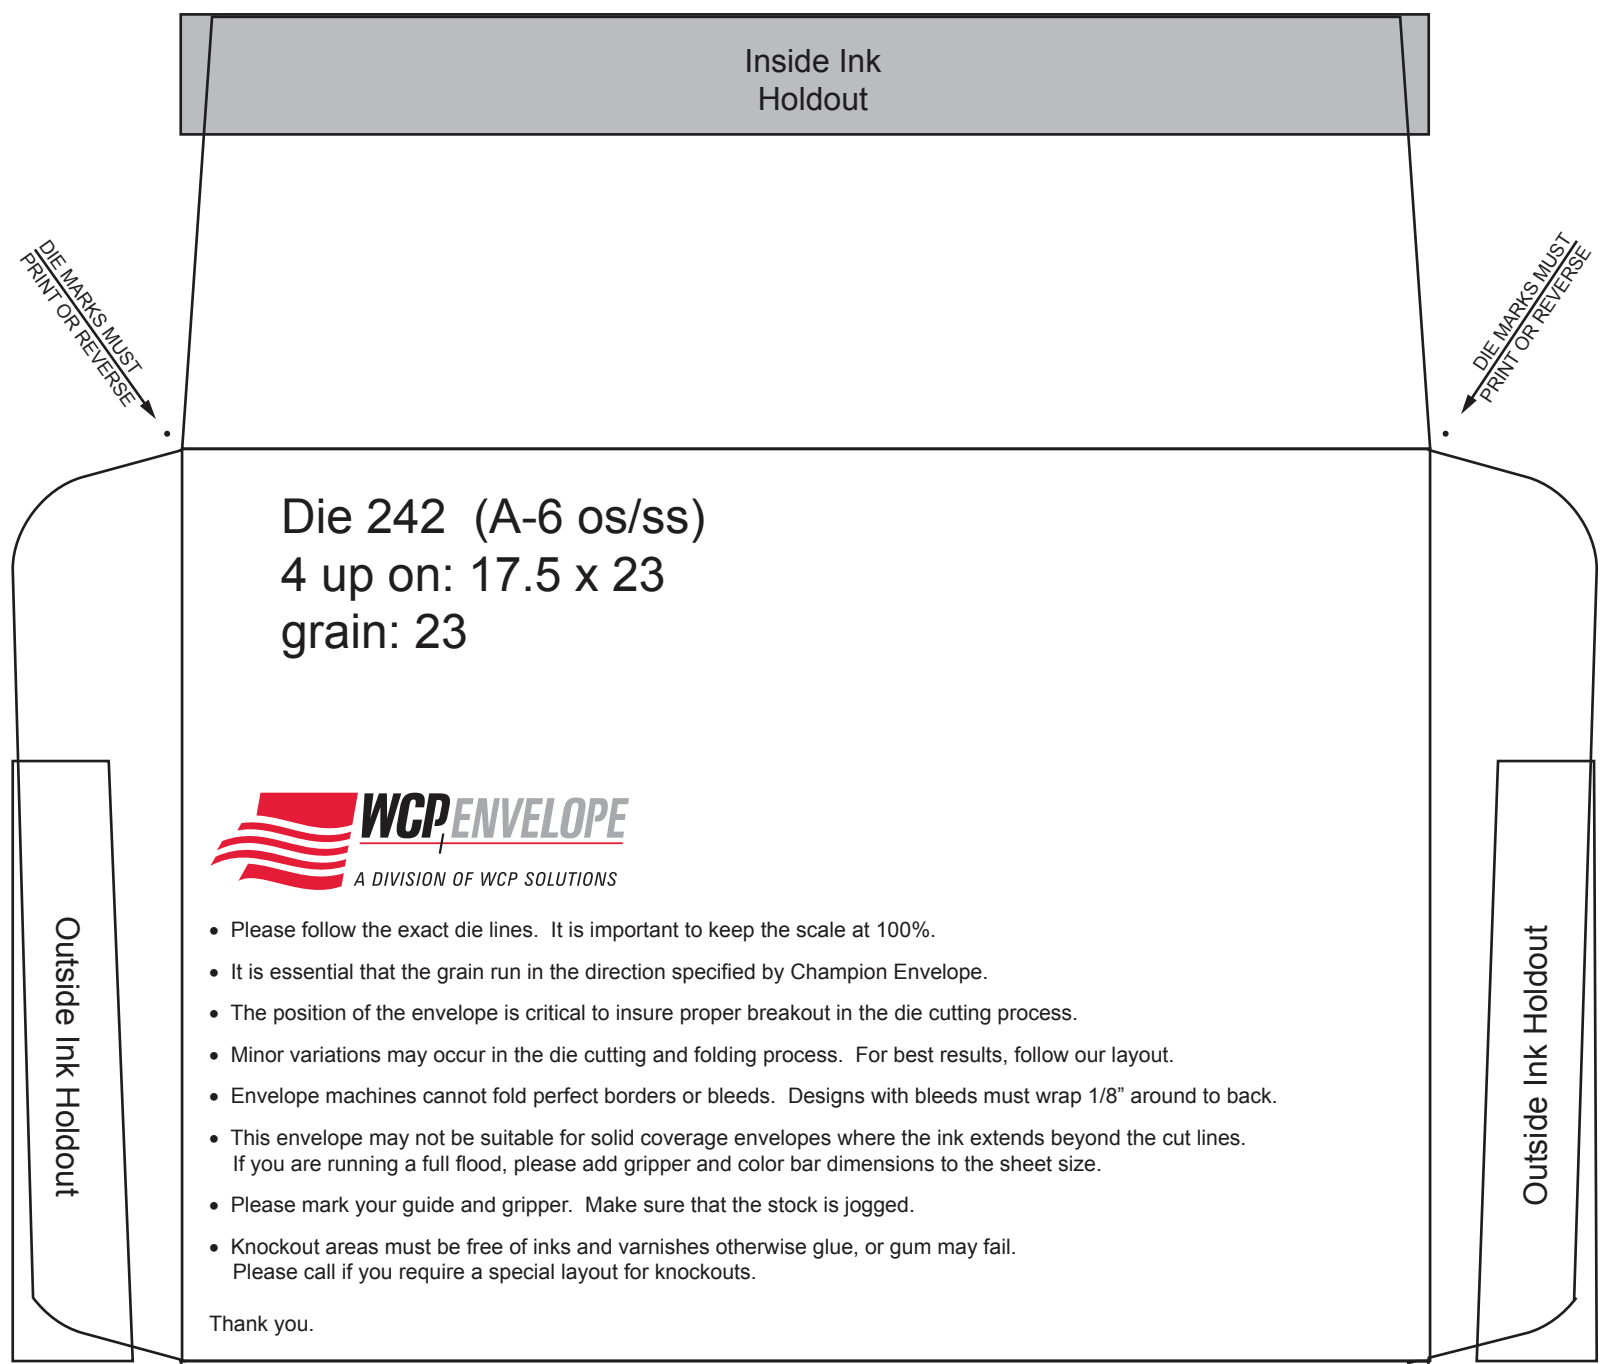 Inside Ink
Holdout
DIE MARKS MUST
PRINT OR REVERSE
DIE MARKS MUST
PRINT OR REVERSE
Die 242  (A-6 os/ss)
4 up on: 17.5 x 23
grain: 23
WCP ENVELOPE
A DIVISION OF WCP SOLUTIONS
• Please follow the exact die lines.  It is important to keep the scale at 100%.
• It is essential that the grain run in the direction specified by Champion Envelope.
• The position of the envelope is critical to insure proper breakout in the die cutting process.
• Minor variations may occur in the die cutting and folding process.  For best results, follow our layout.
• Envelope machines cannot fold perfect borders or bleeds.  Designs with bleeds must wrap 1/8” around to back.
• This envelope may not be suitable for solid coverage envelopes where the ink extends beyond the cut lines.
If you are running a full flood, please add gripper and color bar dimensions to the sheet size.
• Please mark your guide and gripper.  Make sure that the stock is jogged.
• Knockout areas must be free of inks and varnishes otherwise glue, or gum may fail.
Please call if you require a special layout for knockouts.
Thank you.
Outside Ink Holdout
Outside Ink Holdout